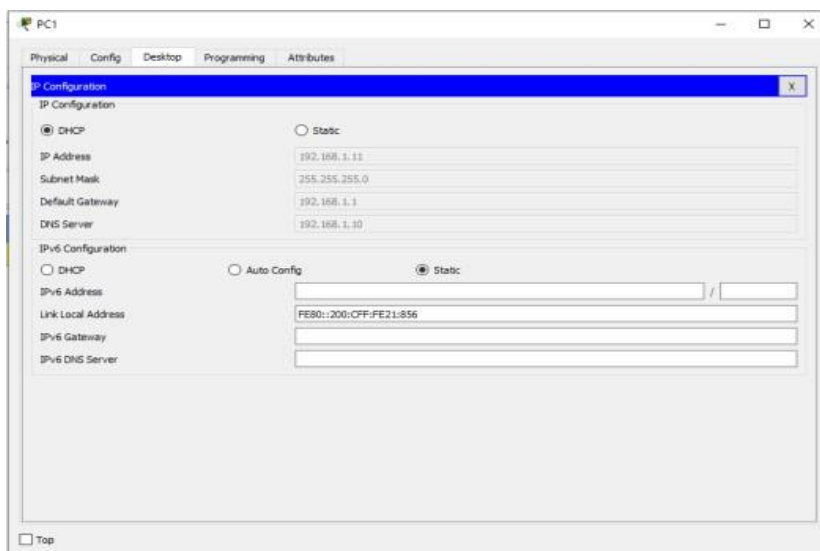 PC1
Physical Config Desktop Programming Attributes
IP Configuration X
IP Configuration
DHCP Static
IP Address 192.168.1.11
Subnet Mask 255.255.255.0
Default Gateway 192.168.1.1
DNS Server 192.168.1.10
IPv6 Configuration
DHCP Auto Config Static
IPv6 Address /
Link Local Address FE80::200:CFF:FE21:856
IPv6 Gateway
IPv6 DNS Server
Top